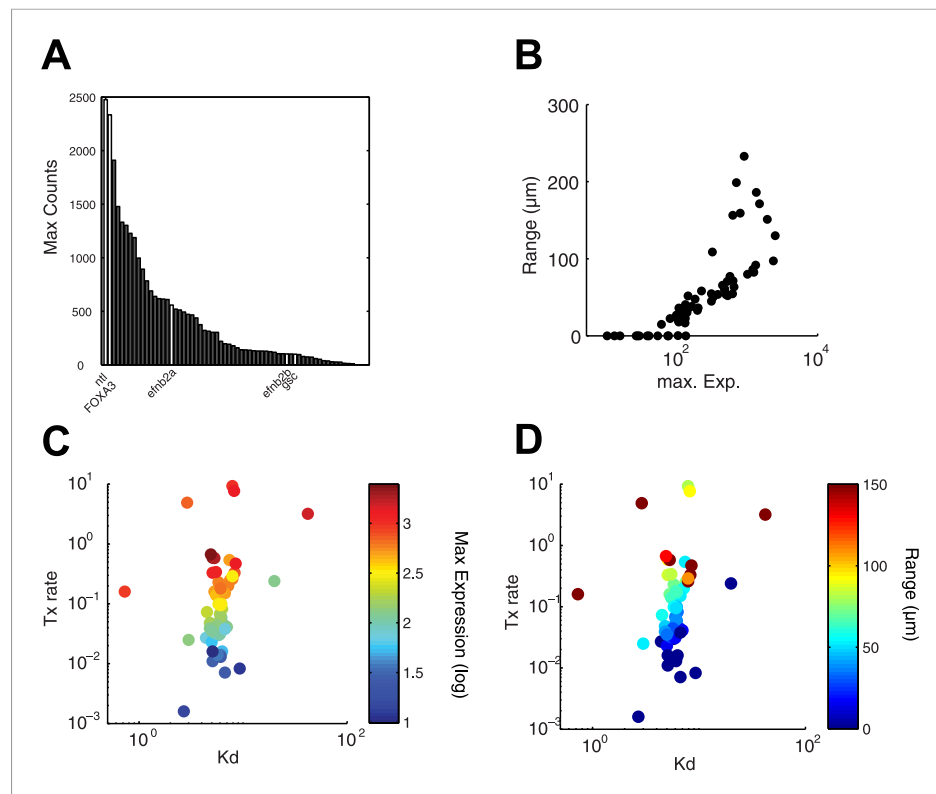 A
Max Counts
2500
2000
1500
1000
500
0
ntl
FOXA3
efnb2a
efnb2b
gsc
B
Range (μm)
300
200
100
0
10^2
10^4
max. Exp.
C
Tx rate
10^1
10^0
10^-1
10^-2
10^-3
10^0
10^2
Kd
3
2.5
2
1.5
1
Max Expression (log)
D
Tx rate
10^1
10^0
10^-1
10^-2
10^-3
10^0
10^2
Kd
150
100
50
0
Range (μm)